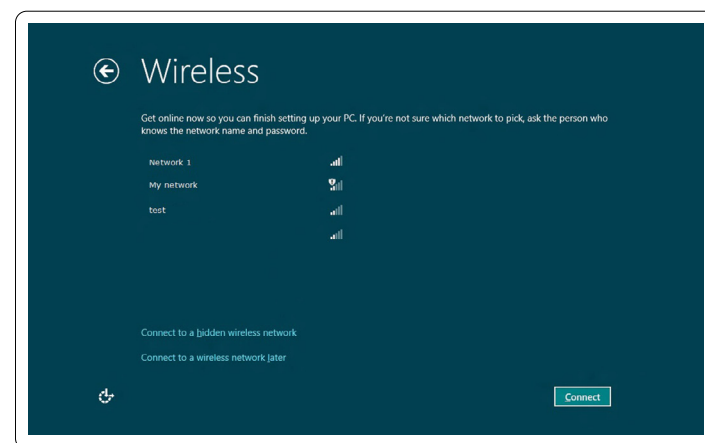 Wireless
Get online now so you can finish setting up your PC. If you're not sure which network to pick, ask the person who
knows the network name and password.
Network 1
My network
test
Connect to a hidden wireless network
Connect to a wireless network later
Connect